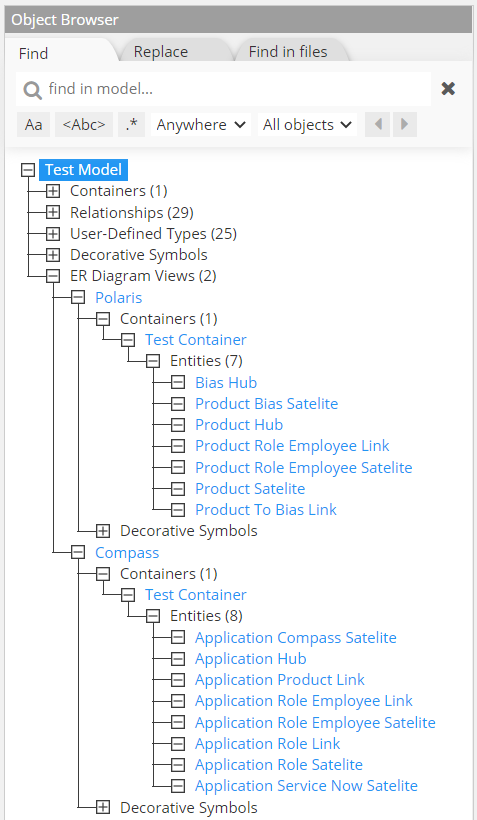 Object Browser
Find Replace Find in files
find in model...
Aa <Abc> .* Anywhere All objects
Test Model
Containers (1)
Relationships (29)
User-Defined Types (25)
Decorative Symbols
ER Diagram Views (2)
Polaris
Containers (1)
Test Container
Entities (7)
Bias Hub
Product Bias Satelite
Product Hub
Product Role Employee Link
Product Role Employee Satelite
Product Satelite
Product To Bias Link
Decorative Symbols
Compass
Containers (1)
Test Container
Entities (8)
Application Compass Satelite
Application Hub
Application Product Link
Application Role Employee Link
Application Role Employee Satelite
Application Role Link
Application Role Satelite
Application Service Now Satelite
Decorative Symbols